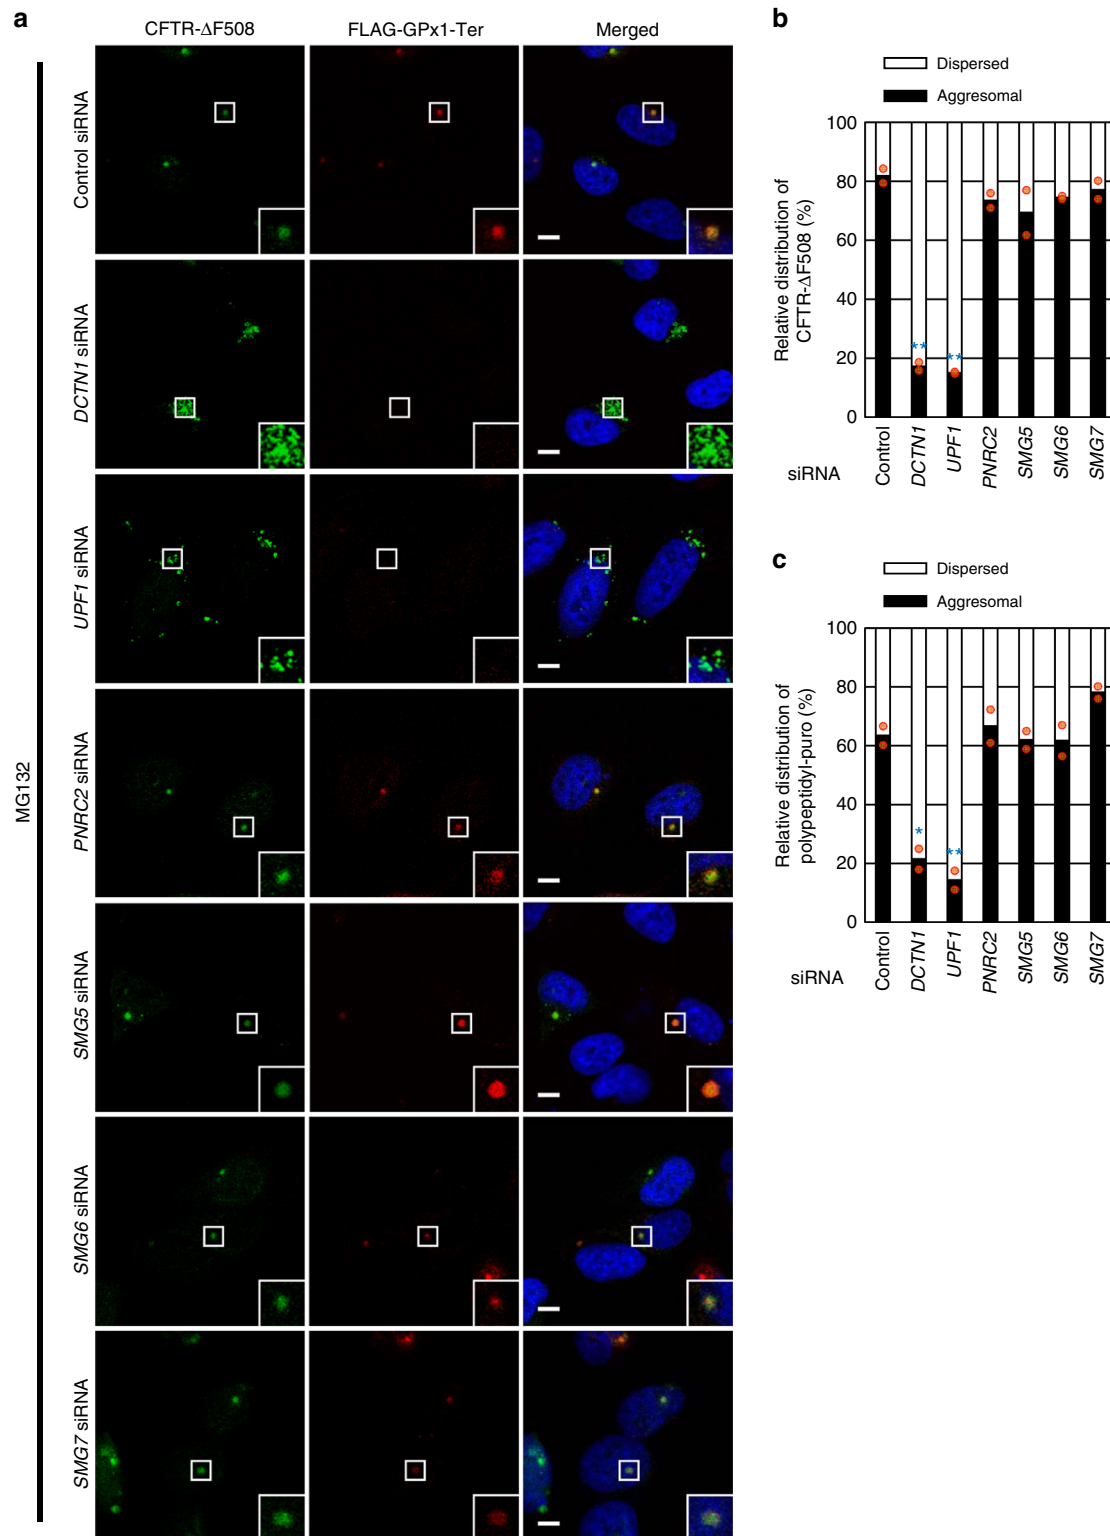 a
CFTR-ΔF508
FLAG-GPx1-Ter
Merged
MG132
Control siRNA
DCTN1 siRNA
UPF1 siRNA
PNRC2 siRNA
SMG5 siRNA
SMG6 siRNA
SMG7 siRNA
b
Dispersed
Aggresomal
Relative distribution of
CFTR-ΔF508 (%)
100
80
60
40
20
0
**
**
siRNA
Control
DCTN1
UPF1
PNRC2
SMG5
SMG6
SMG7
c
Dispersed
Aggresomal
Relative distribution of
polypeptidyl-puro (%)
100
80
60
40
20
0
*
**
siRNA
Control
DCTN1
UPF1
PNRC2
SMG5
SMG6
SMG7